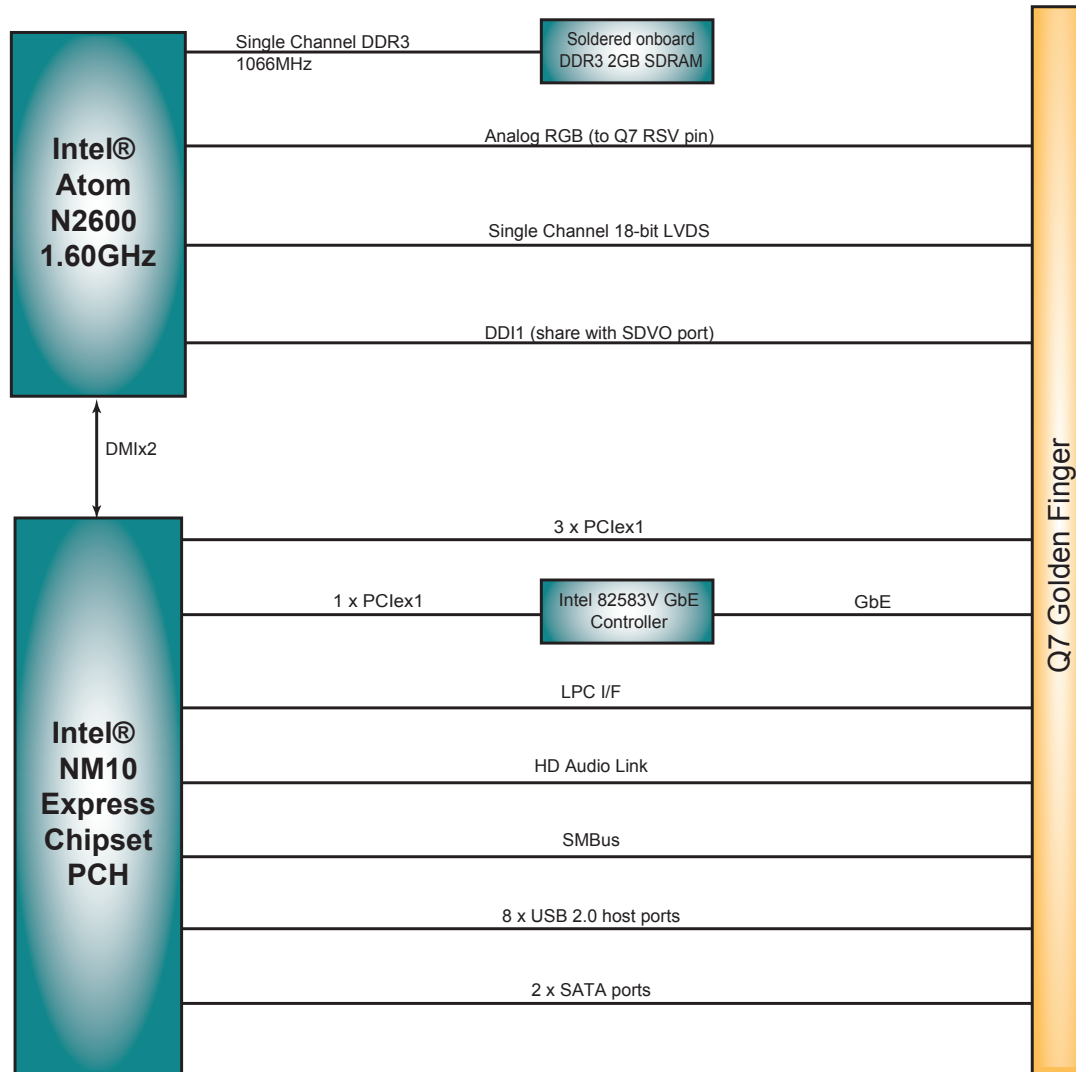 Single Channel DDR3
1066MHz
Soldered onboard
DDR3 2GB SDRAM
Intel®
Atom
N2600
1.60GHz
Analog RGB (to Q7 RSV pin)
Single Channel 18-bit LVDS
DDI1 (share with SDVO port)
DMIx2
Q7 Golden Finger
3 x PCIex1
1 x PCIex1
Intel 82583V GbE
Controller
GbE
LPC I/F
Intel®
NM10
Express
Chipset
PCH
HD Audio Link
SMBus
8 x USB 2.0 host ports
2 x SATA ports